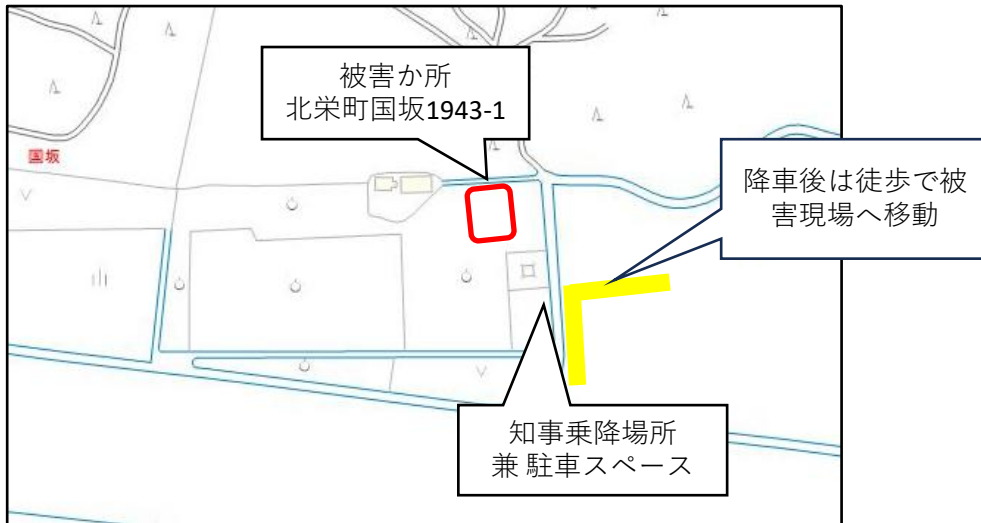 被害か所
北栄町国坂1943-1
国坂
降車後は徒歩で被
害現場へ移動
知事乗降場所
兼 駐車スペース